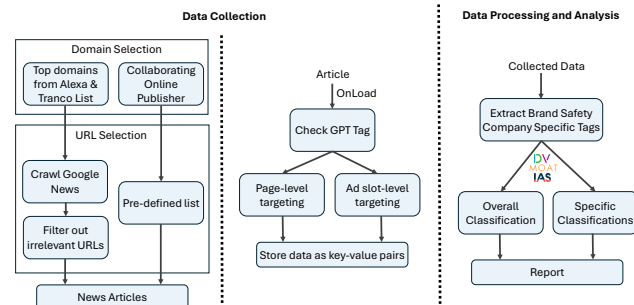 Data Collection
Domain Selection
Top domains
from Alexa &
Tranco List
Collaborating
Online
Publisher
URL Selection
Crawl Google
News
Filter out
irrelevant URLs
Pre-defined list
News Articles
Article
OnLoad
Check GPT Tag
Page-level
targeting
Ad slot-level
targeting
Store data as key-value pairs
Data Processing and Analysis
Collected Data
Extract Brand Safety
Company Specific Tags
DV
MOAT
IAS
Overall
Classification
Specific
Classifications
Report